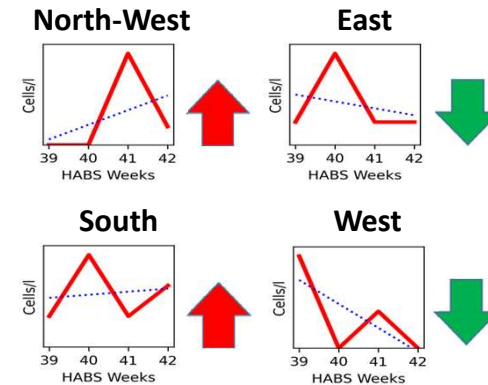 North-West
Cells/l
39 40 41 42
HABS Weeks
East
Cells/l
39 40 41 42
HABS Weeks
South
Cells/l
39 40 41 42
HABS Weeks
West
Cells/l
39 40 41 42
HABS Weeks